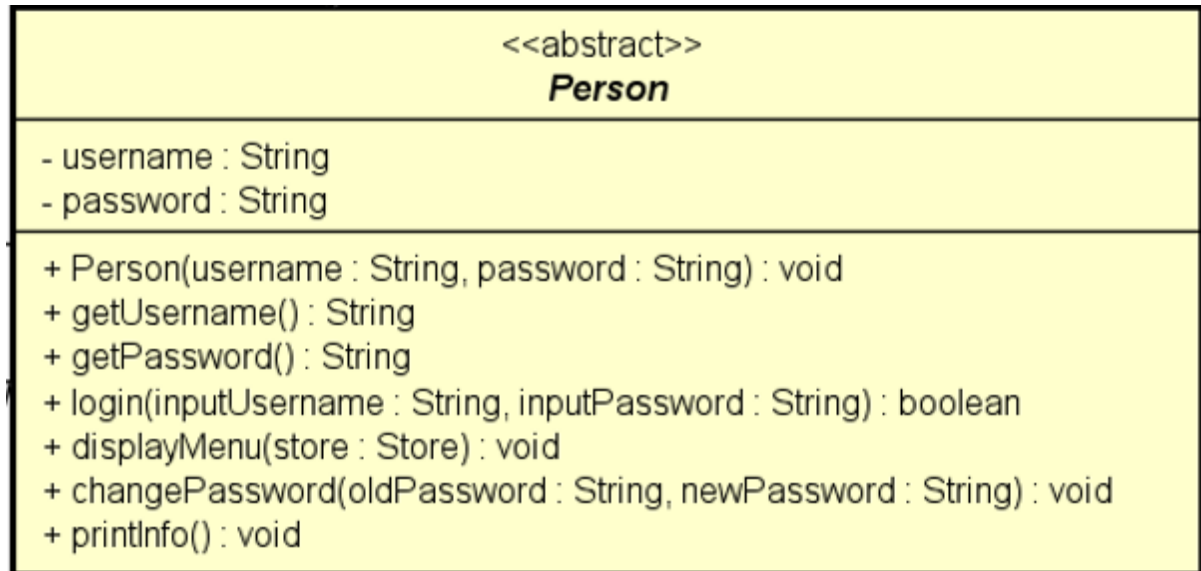 <<abstract>>
Person
- username : String
- password : String
+ Person(username : String, password : String) : void
+ getUsername() : String
+ getPassword() : String
+ login(inputUsername : String, inputPassword : String) : boolean
+ displayMenu(store : Store) : void
+ changePassword(oldPassword : String, newPassword : String) : void
+ printInfo() : void